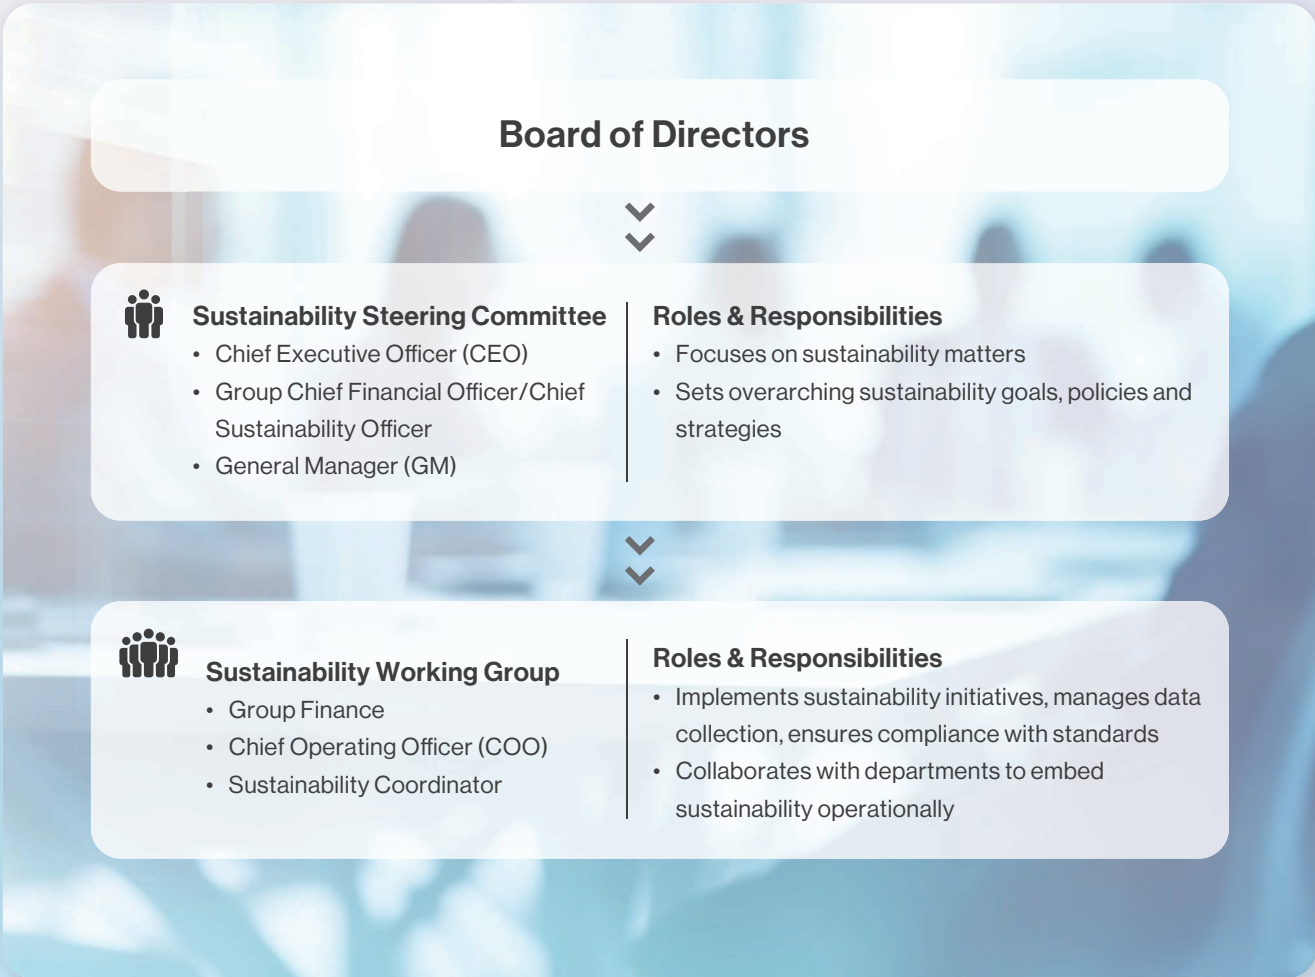 Board of Directors
Sustainability Steering Committee
• Chief Executive Officer (CEO)
• Group Chief Financial Officer/Chief
Sustainability Officer
• General Manager (GM)
Roles & Responsibilities
• Focuses on sustainability matters
• Sets overarching sustainability goals, policies and
strategies
Sustainability Working Group
• Group Finance
• Chief Operating Officer (COO)
• Sustainability Coordinator
Roles & Responsibilities
• Implements sustainability initiatives, manages data
collection, ensures compliance with standards
• Collaborates with departments to embed
sustainability operationally